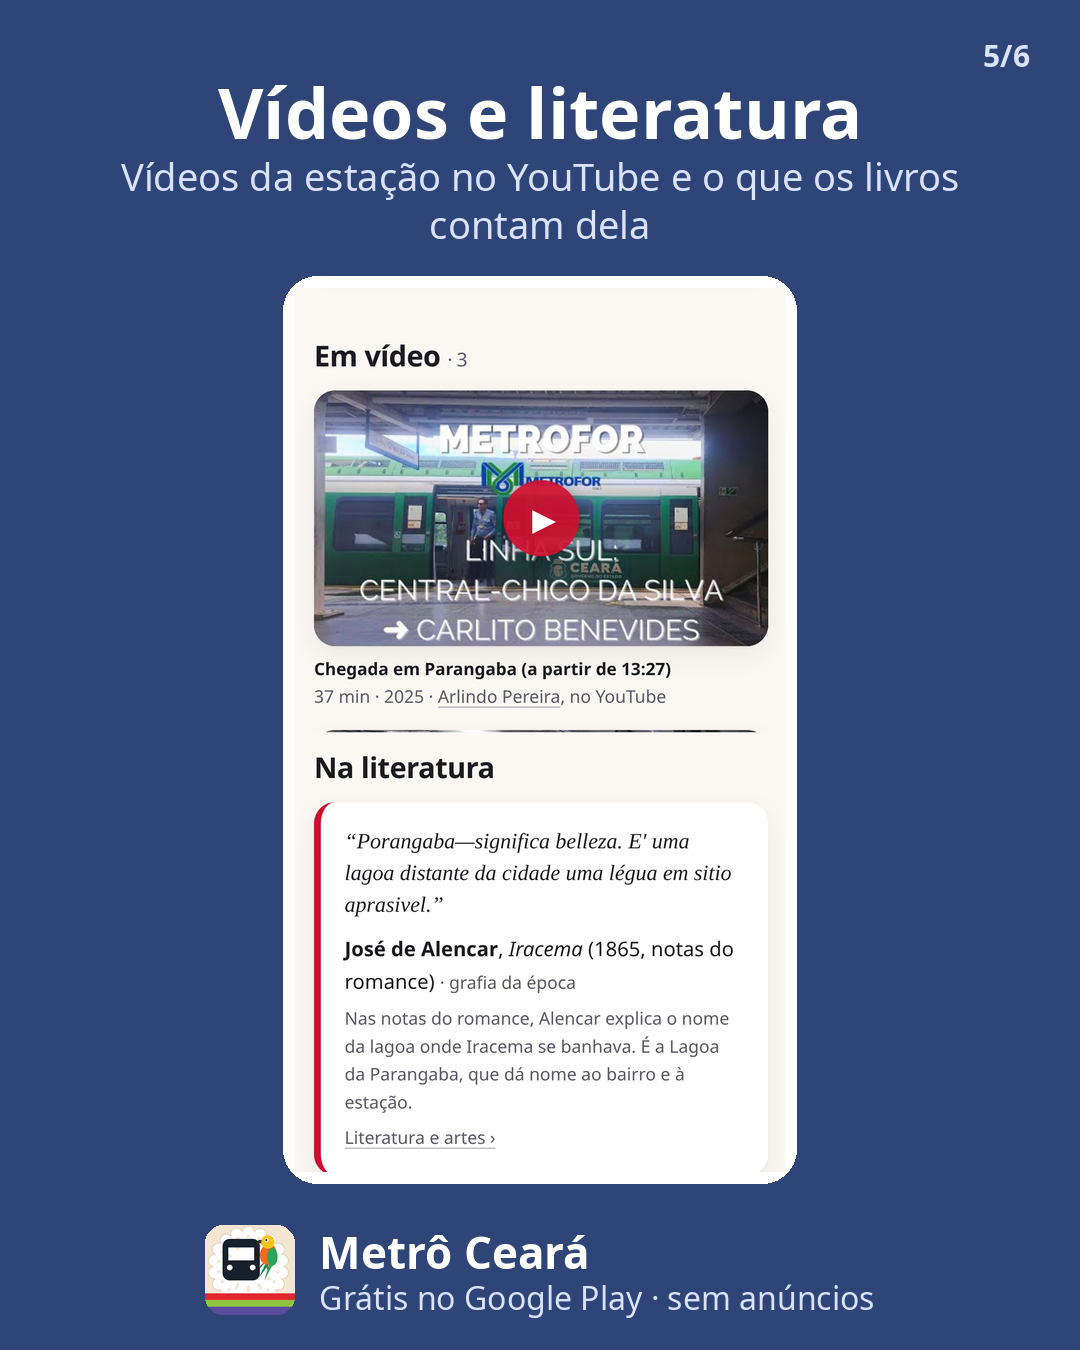 5/6
Vídeos e literatura
Vídeos da estação no YouTube e o que os livros
contam dela
Em vídeo · 3
METROFOR
METROFOR
LINHA SUL:
CEARÁ
GOVERNO DO ESTADO
CENTRAL-CHICO DA SILVA
➜ CARLITO BENEVIDES
Chegada em Parangaba (a partir de 13:27)
37 min · 2025 · Arlindo Pereira, no YouTube
Na literatura
“Porangaba—significa belleza. E' uma
lagoa distante da cidade uma légua em sitio
aprasivel.”
José de Alencar, Iracema (1865, notas do
romance) · grafia da época
Nas notas do romance, Alencar explica o nome
da lagoa onde Iracema se banhava. É a Lagoa
da Parangaba, que dá nome ao bairro e à
estação.
Literatura e artes ›
Metrô Ceará
Grátis no Google Play · sem anúncios